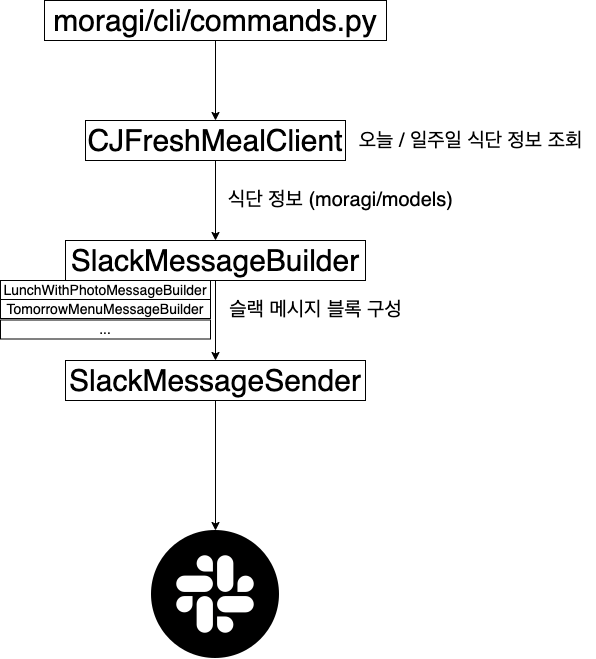 moragi/cli/commands.py
CJFreshMealClient
오늘 / 일주일 식단 정보 조회
식단 정보 (moragi/models)
SlackMessageBuilder
LunchWithPhotoMessageBuilder
TomorrowMenuMessageBuilder
...
슬랙 메시지 블록 구성
SlackMessageSender